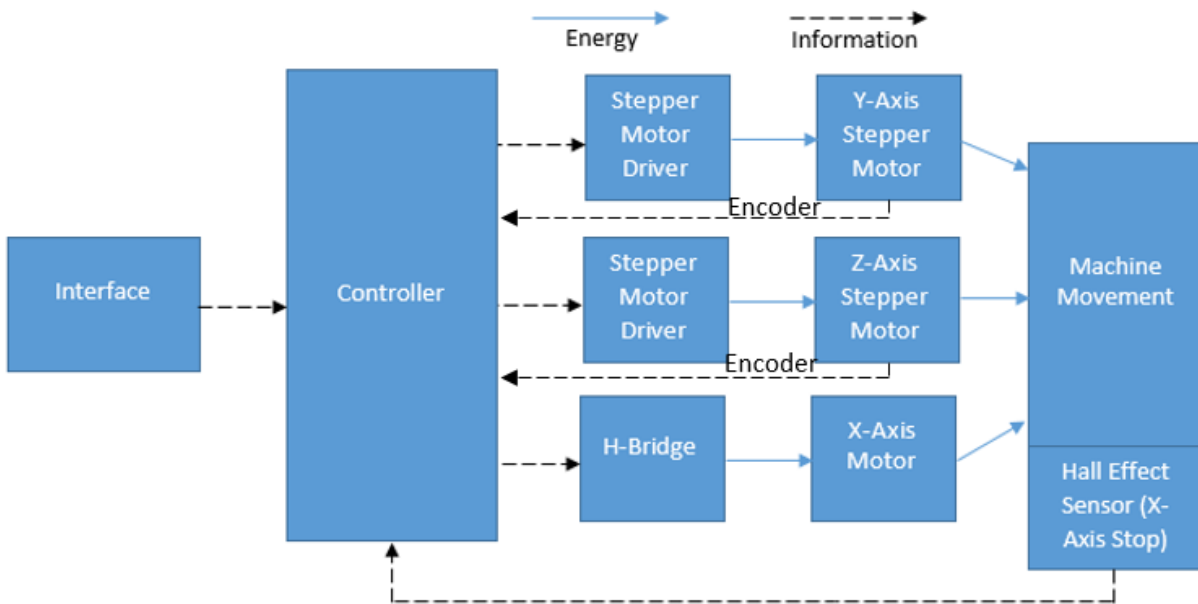 Energy
Information
Stepper
Motor
Driver
Y-Axis
Stepper
Motor
Encoder
Interface
Controller
Stepper
Motor
Driver
Z-Axis
Stepper
Motor
Machine
Movement
Encoder
H-Bridge
X-Axis
Motor
Hall Effect
Sensor (X-
Axis Stop)